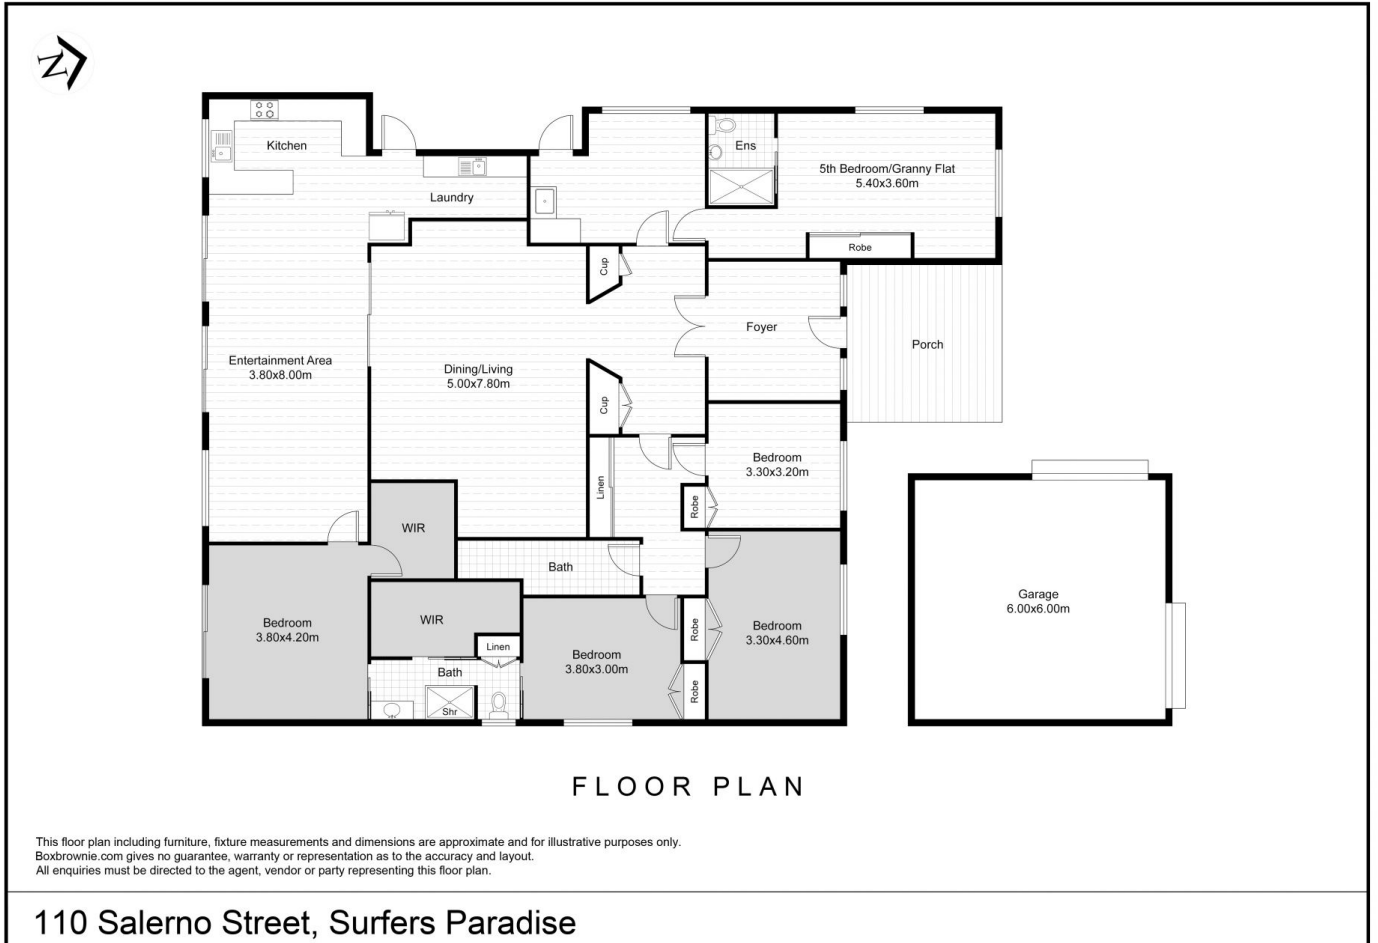 N
Kitchen
Laundry
Ens
5th Bedroom/Granny Flat
5.40x3.60m
Robe
Cup
Foyer
Porch
Entertainment Area
3.80x8.00m
Dining/Living
5.00x7.80m
Cup
Bedroom
3.30x3.20m
Linen
Robe
WIR
Bath
Garage
6.00x6.00m
Bedroom
3.80x4.20m
WIR
Linen
Bedroom
3.80x3.00m
Robe
Bedroom
3.30x4.60m
Bath
Shr
Robe
FLOOR PLAN
This floor plan including furniture, fixture measurements and dimensions are approximate and for illustrative purposes only.
Boxbrownie.com gives no guarantee, warranty or representation as to the accuracy and layout.
All enquiries must be directed to the agent, vendor or party representing this floor plan.
110 Salerno Street, Surfers Paradise